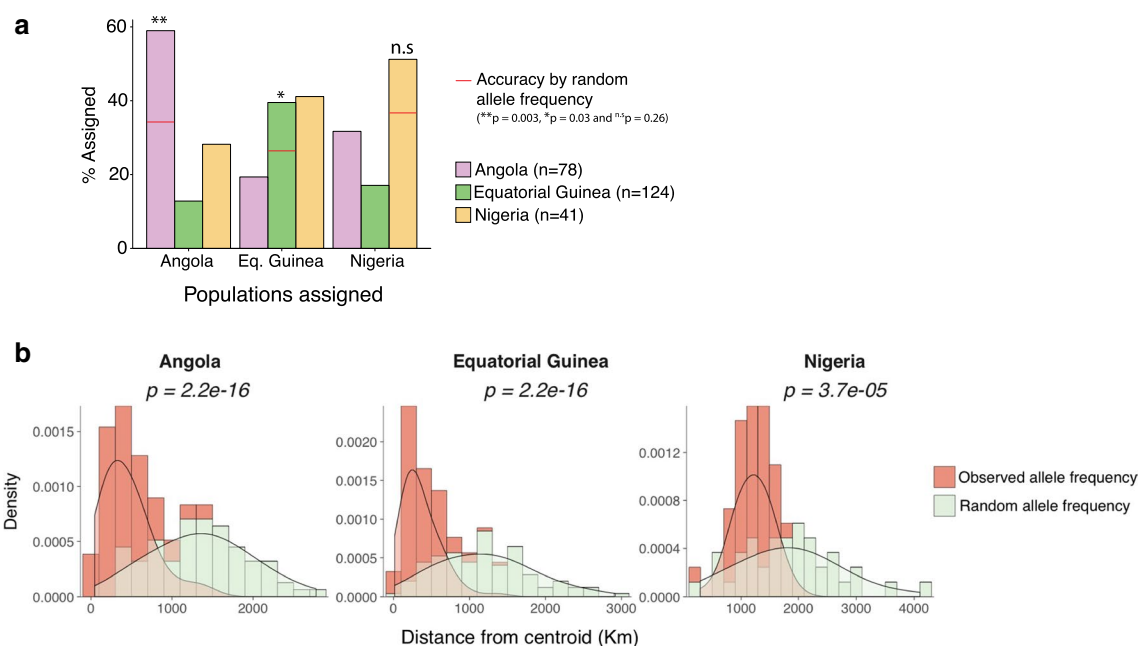 a
60
40
20
0
% Assigned
**
*
n.s
Angola
Eq. Guinea
Nigeria
Populations assigned
Accuracy by random
allele frequency
(**p = 0.003, *p = 0.03 and n.s p = 0.26)
Angola (n=78)
Equatorial Guinea (n=124)
Nigeria (n=41)
b
Angola
p = 2.2e-16
Density
0.0015
0.0010
0.0005
0.0000
0
1000
2000
Equatorial Guinea
p = 2.2e-16
0.0020
0.0015
0.0010
0.0005
0.0000
0
1000
2000
3000
Nigeria
p = 3.7e-05
0.0012
0.0008
0.0004
0.0000
1000
2000
3000
4000
Observed allele frequency
Random allele frequency
Distance from centroid (Km)